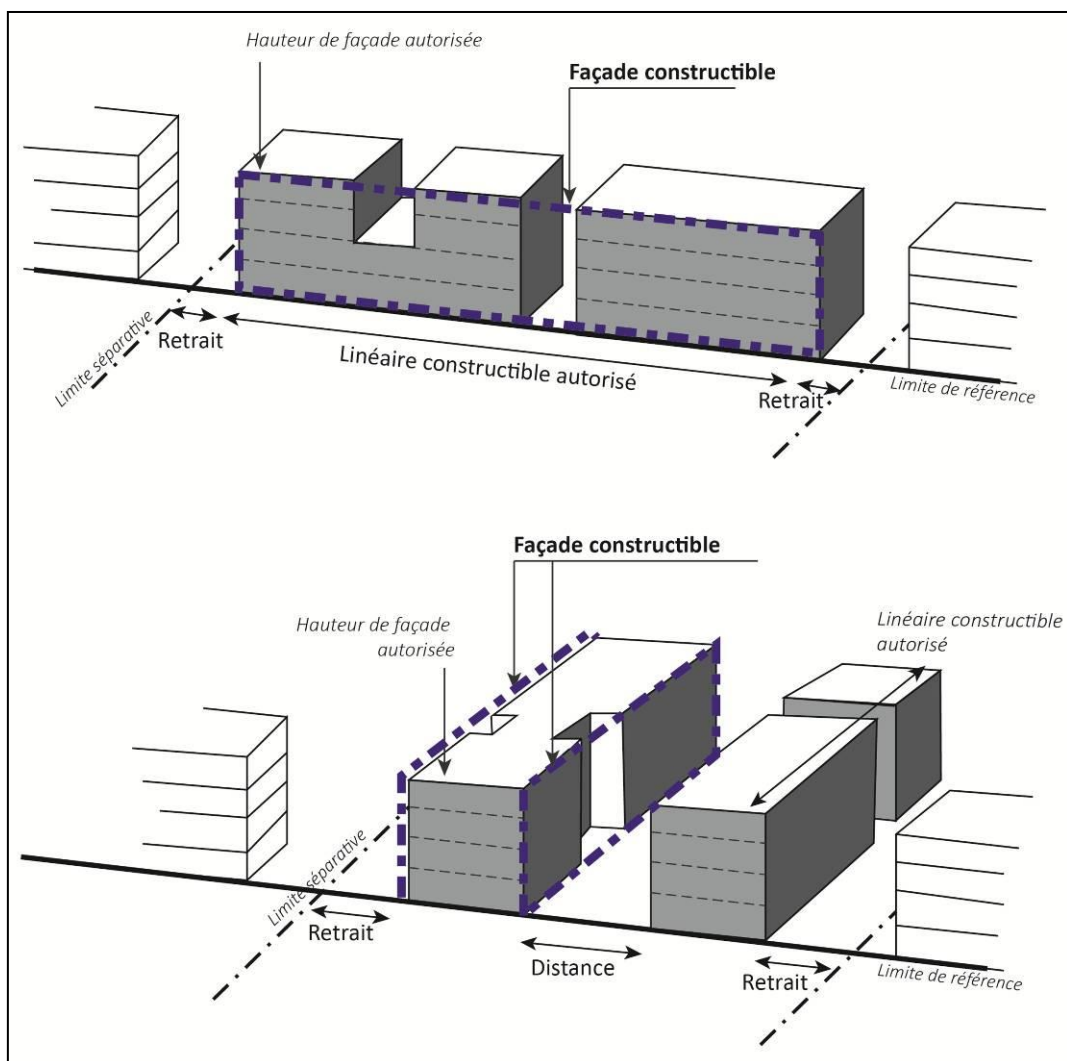 Hauteur de façade autorisée
Façade constructible
Limite séparative
Retrait
Linéaire constructible autorisé
Retrait
Limite de référence
Façade constructible
Hauteur de façade
autorisée
Linéaire constructible
autorisé
Limite séparative
Retrait
Distance
Retrait
Limite de référence